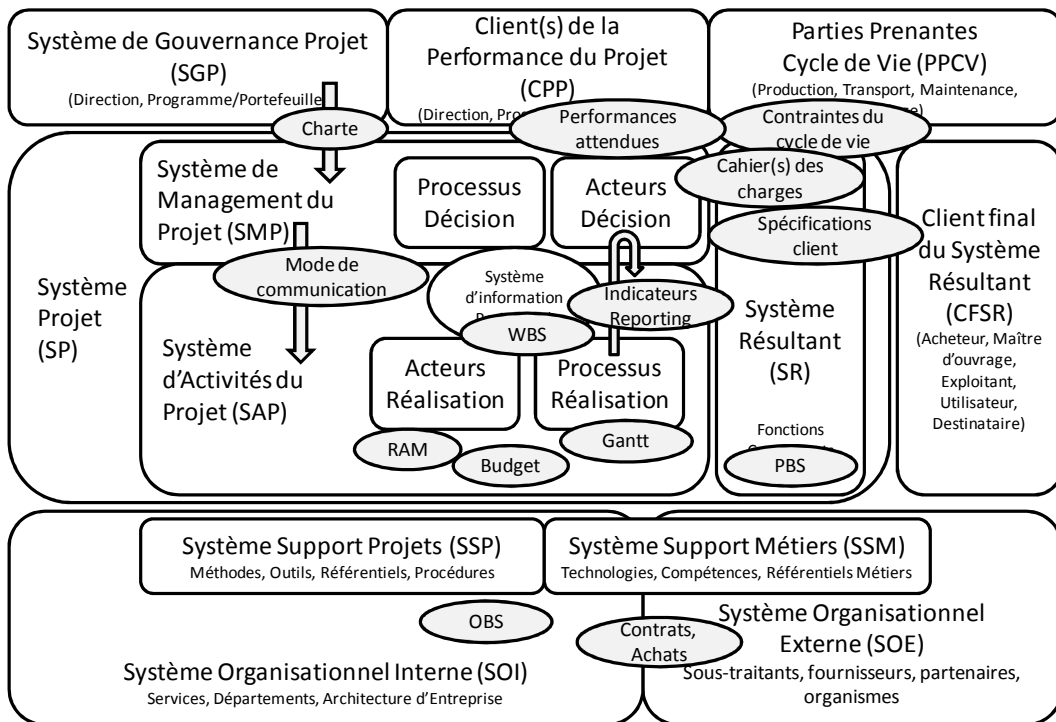 Système de Gouvernance Projet
(SGP)
(Direction, Programme/Portefeuille
Charte
Client(s) de la
Performance du Projet
(CPP)
(Direction,
Performances
attendues
Parties Prenantes
Cycle de Vie (PPCV)
(Production, Transport, Maintenance,
Contraintes du
cycle de vie
Cahier(s) des
charges
Spécifications
client
Système
Projet
(SP)
Système de
Management du
Projet (SMP)
Processus
Décision
Acteurs
Décision
Mode de
communication
Système
d'information
WBS
Indicateurs
Reporting
Système
d'Activités du
Projet (SAP)
Acteurs
Réalisation
Processus
Réalisation
RAM
Budget
Gantt
Système
Résultant
(SR)
Fonctions
PBS
Client final
du Système
Résultant
(CFSR)
(Acheteur, Maître
d'ouvrage,
Exploitant,
Utilisateur,
Destinataire)
Système Support Projets (SSP)
Méthodes, Outils, Référentiels, Procédures
Système Support Métiers (SSM)
Technologies, Compétences, Référentiels Métiers
OBS
Contrats,
Achats
Système Organisationnel Interne (SOI)
Services, Départements, Architecture d'Entreprise
Système Organisationnel
Externe (SOE)
Sous-traitants, fournisseurs, partenaires,
organismes